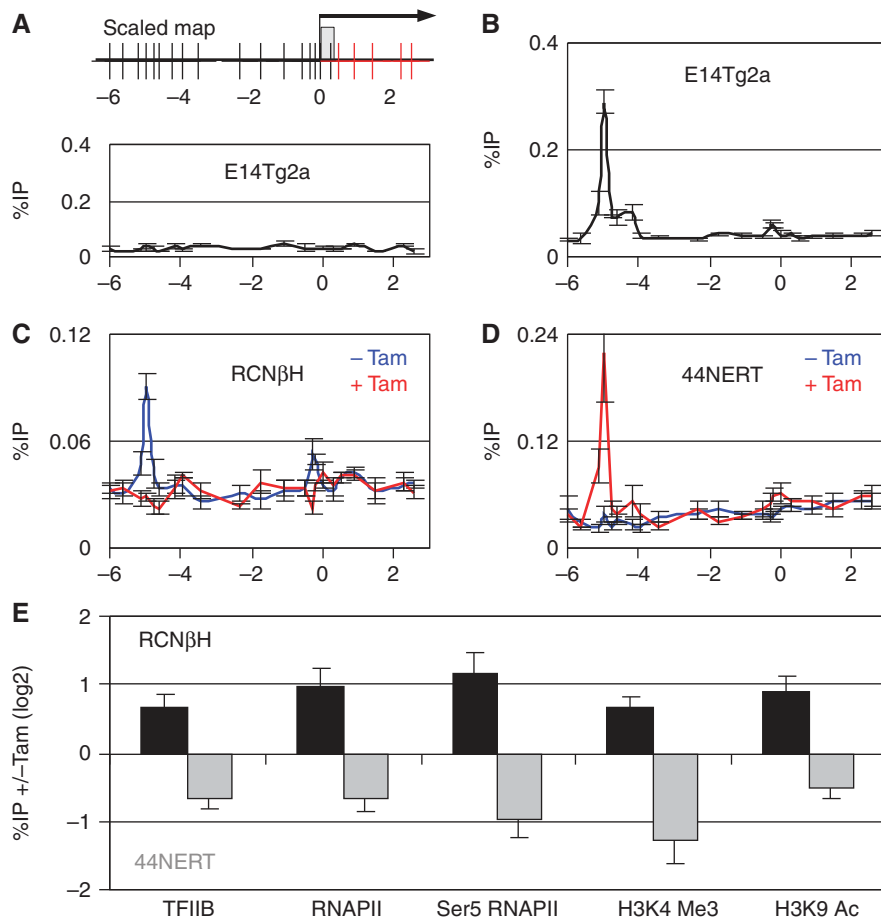 A
Scaled map
−6 −4 −2 0 2
%IP
0.4
0.2
0
E14Tg2a
−6 −4 −2 0 2
B
%IP
0.4
0.2
0
E14Tg2a
−6 −4 −2 0 2
C
%IP
0.12
0.06
0
RCNβH
− Tam
+ Tam
−6 −4 −2 0 2
D
%IP
0.24
0.12
0
44NERT
− Tam
+ Tam
−6 −4 −2 0 2
E
%IP +/−Tam (log2)
2
1
0
−1
−2
RCNβH
44NERT
TFIIB RNAPII Ser5 RNAPII H3K4 Me3 H3K9 Ac